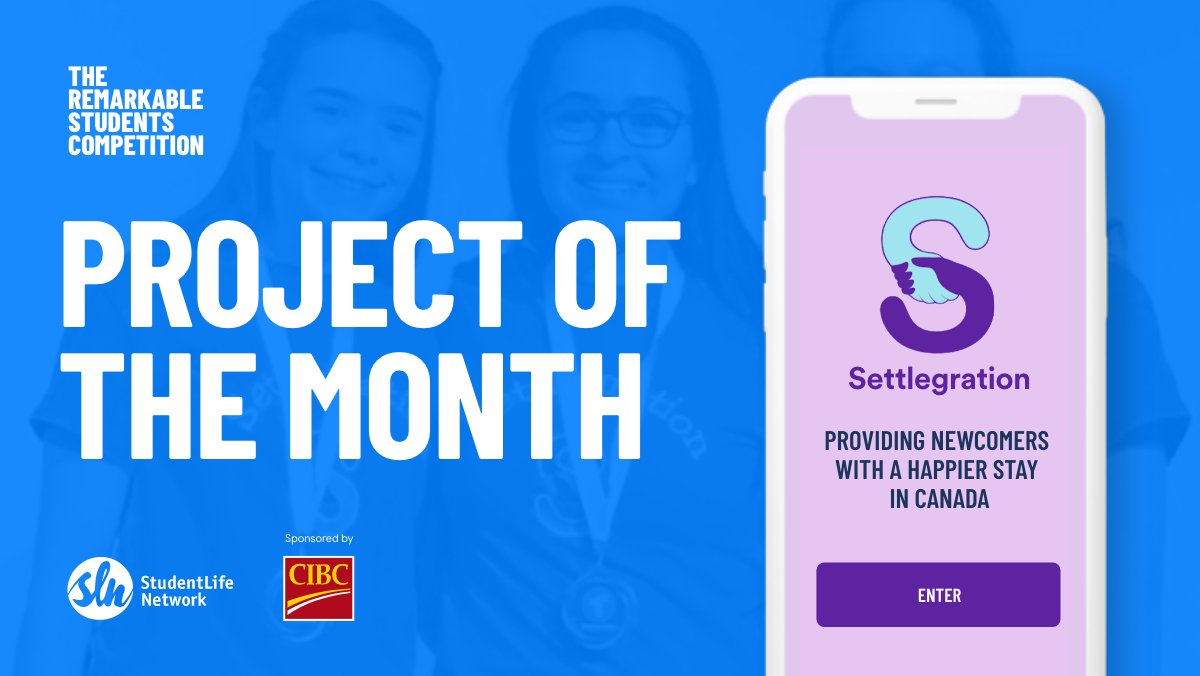 THE
REMARKABLE
STUDENTS
COMPETITION
PROJECT OF
THE MONTH
Sponsored by
sln
StudentLife
Network
CIBC
Settlegration
PROVIDING NEWCOMERS
WITH A HAPPIER STAY
IN CANADA
ENTER